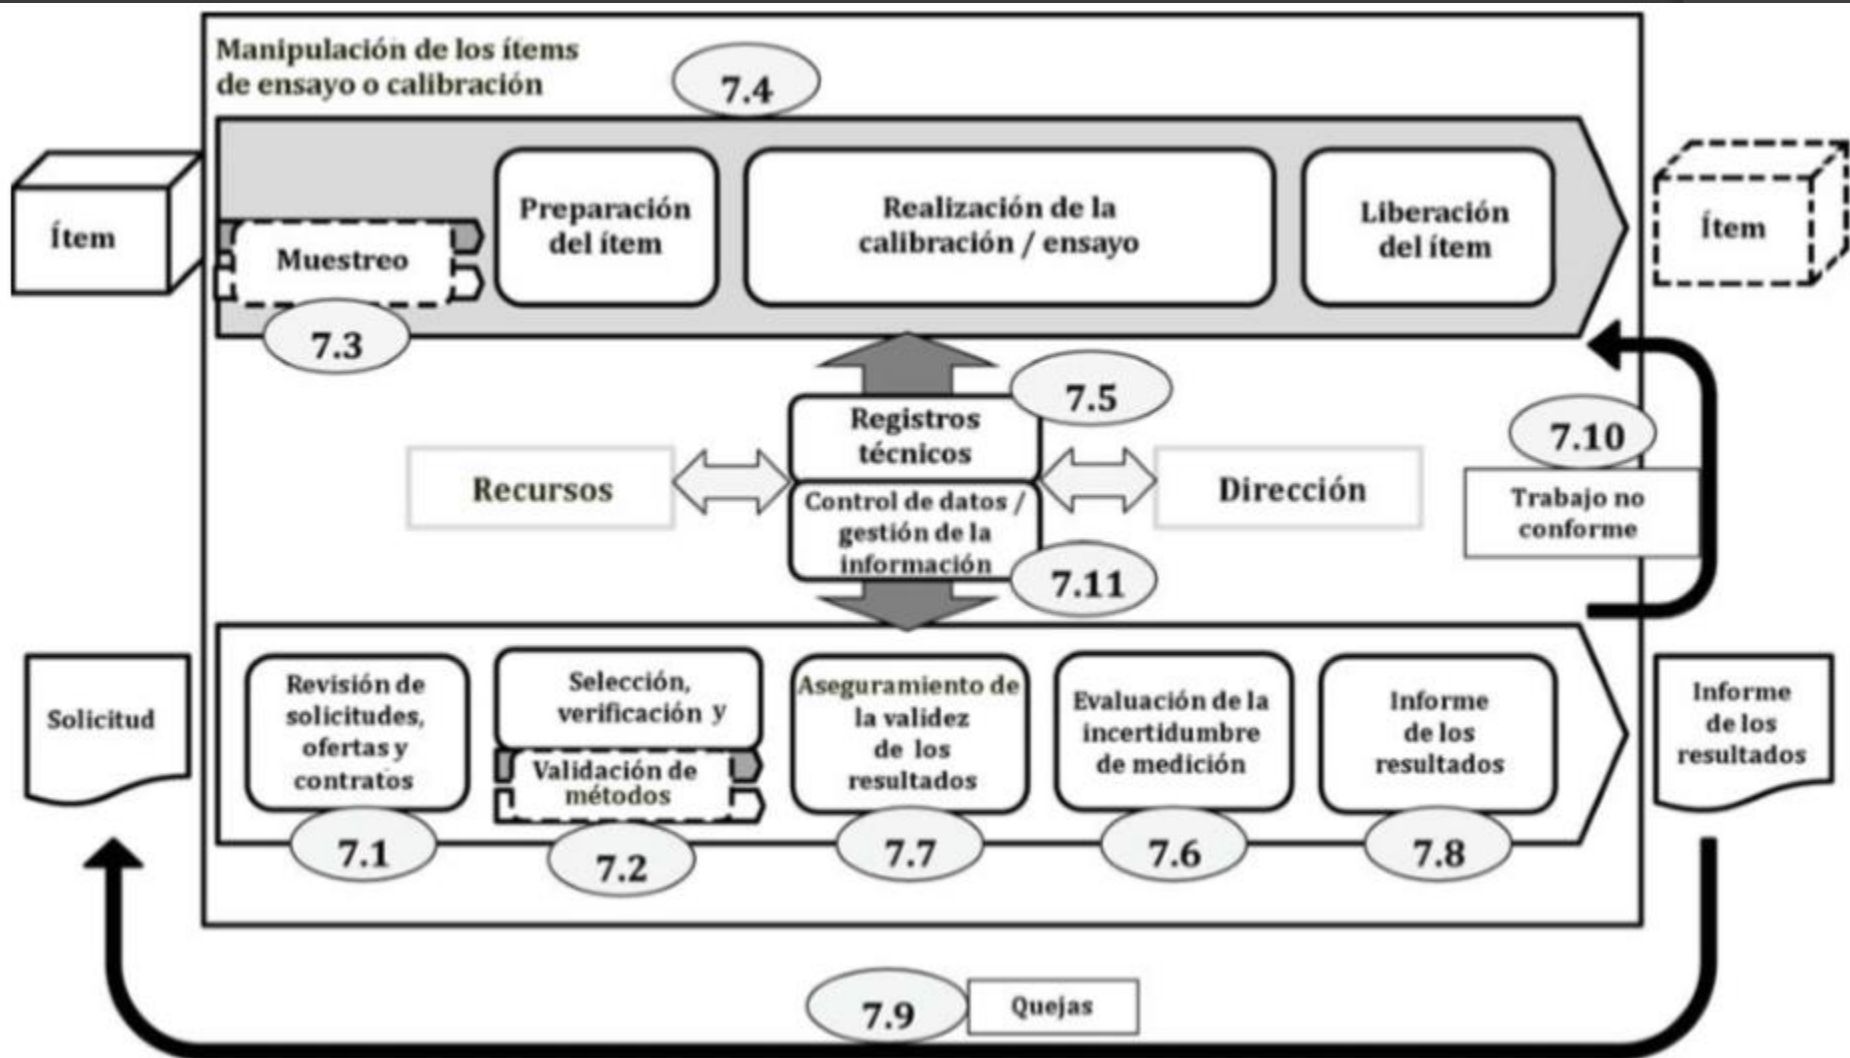 Manipulación de los ítems
de ensayo o calibración
7.4
Ítem
Muestreo
7.3
Preparación
del ítem
Realización de la
calibración / ensayo
Liberación
del ítem
Ítem
Registros
técnicos
7.5
Recursos
Control de datos /
gestión de la
información
7.11
Dirección
7.10
Trabajo no
conforme
Solicitud
Revisión de
solicitudes,
ofertas y
contratos
7.1
Selección,
verificación y
Validación de
métodos
7.2
Aseguramiento de
la validez
de los
resultados
7.7
Evaluación de la
incertidumbre
de medición
7.6
Informe
de los
resultados
7.8
Informe
de los
resultados
7.9
Quejas